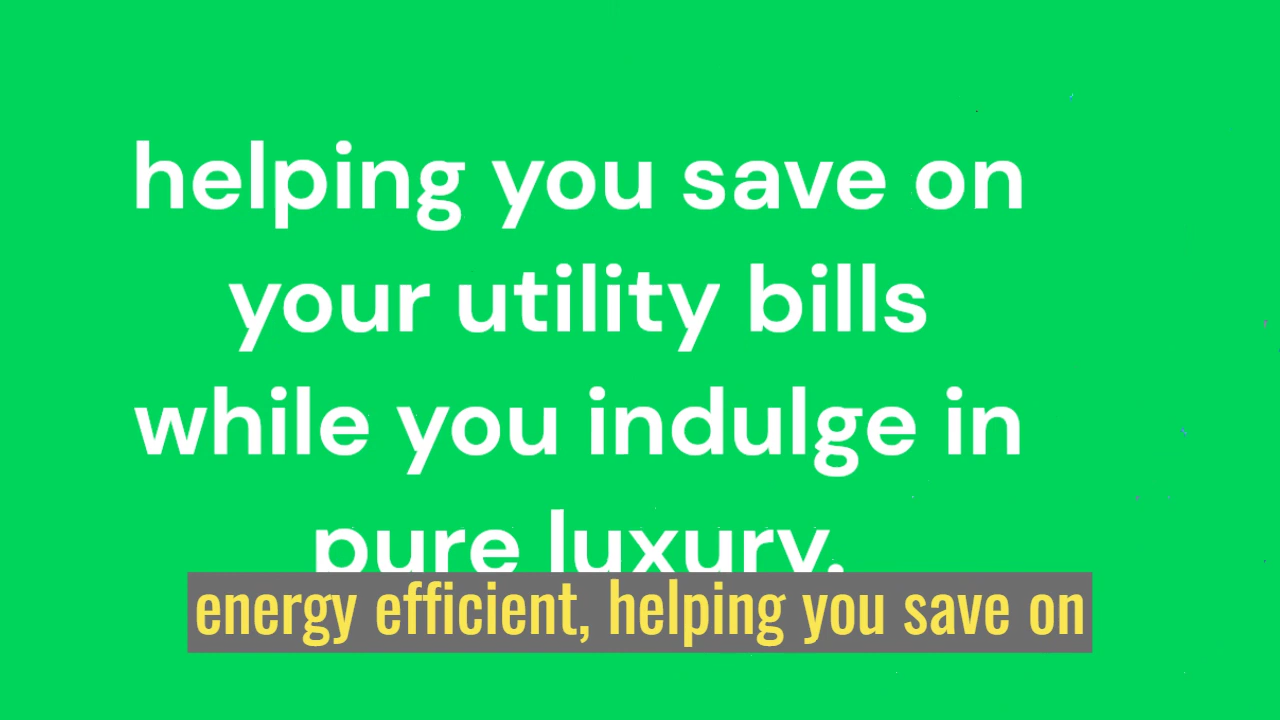 helping you save on
your utility bills
while you indulge in
pure luxury.
energy efficient, helping you save on